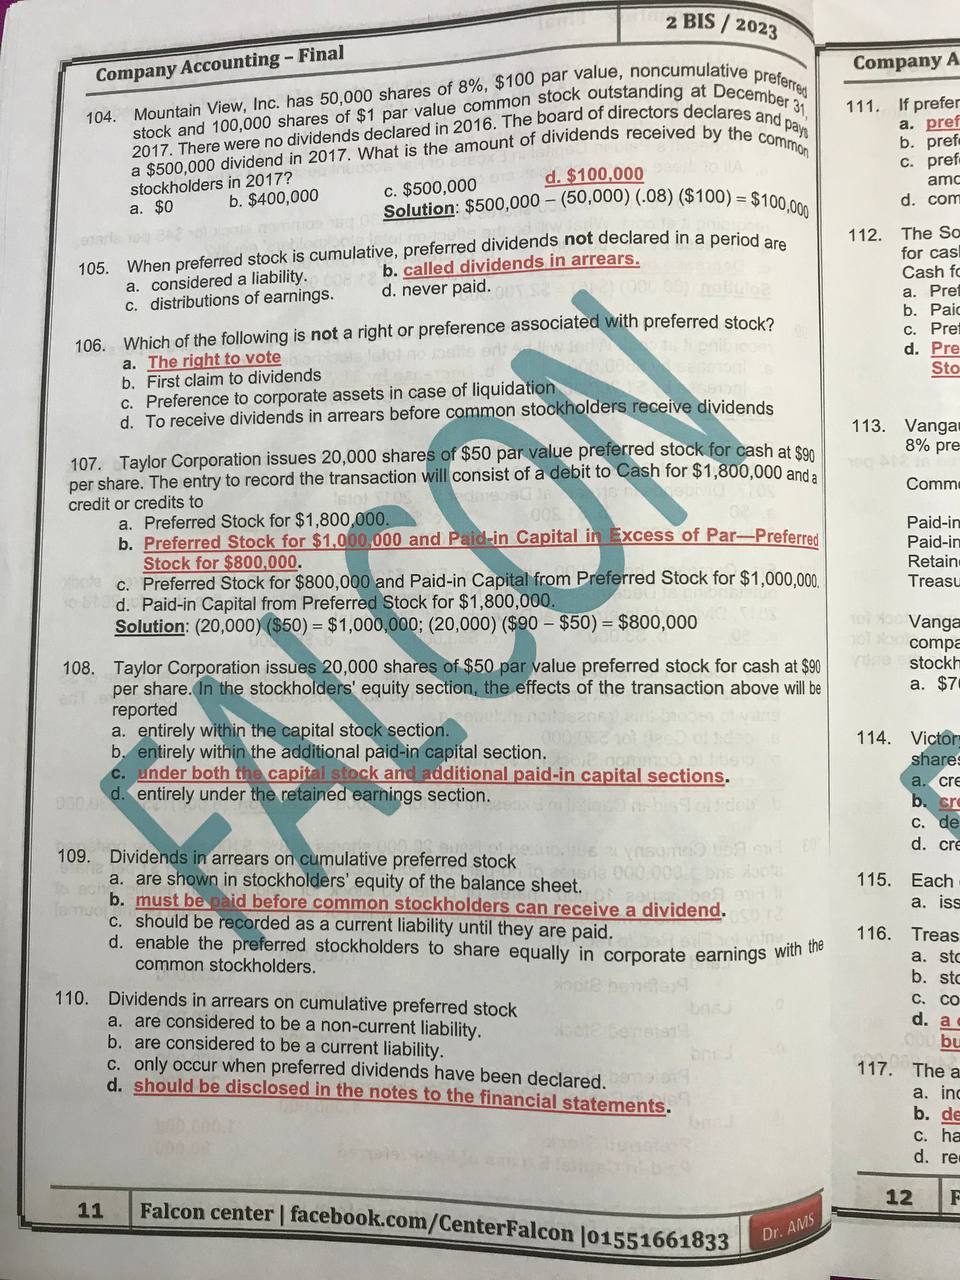 Company Accounting – Final
2 BIS / 2023
104. Mountain View, Inc. has 50,000 shares of 8%, $100 par value, noncumulative preferred
stock and 100,000 shares of $1 par value common stock outstanding at December 31,
2017. There were no dividends declared in 2016. The board of directors declares and pays
a $500,000 dividend in 2017. What is the amount of dividends received by the common
stockholders in 2017?
a. $0 b. $400,000 c. $500,000 d. $100,000
Solution: $500,000 – (50,000) (.08) ($100) = $100,000
105. When preferred stock is cumulative, preferred dividends not declared in a period are
a. considered a liability. b. called dividends in arrears.
c. distributions of earnings. d. never paid.
106. Which of the following is not a right or preference associated with preferred stock?
a. The right to vote
b. First claim to dividends
c. Preference to corporate assets in case of liquidation
d. To receive dividends in arrears before common stockholders receive dividends
107. Taylor Corporation issues 20,000 shares of $50 par value preferred stock for cash at $90
per share. The entry to record the transaction will consist of a debit to Cash for $1,800,000 and a
credit or credits to
a. Preferred Stock for $1,800,000.
b. Preferred Stock for $1,000,000 and Paid-in Capital in Excess of Par—Preferred
Stock for $800,000.
c. Preferred Stock for $800,000 and Paid-in Capital from Preferred Stock for $1,000,000.
d. Paid-in Capital from Preferred Stock for $1,800,000.
Solution: (20,000) ($50) = $1,000,000; (20,000) ($90 – $50) = $800,000
108. Taylor Corporation issues 20,000 shares of $50 par value preferred stock for cash at $90
per share. In the stockholders' equity section, the effects of the transaction above will be
reported
a. entirely within the capital stock section.
b. entirely within the additional paid-in capital section.
c. under both the capital stock and additional paid-in capital sections.
d. entirely under the retained earnings section.
109. Dividends in arrears on cumulative preferred stock
a. are shown in stockholders' equity of the balance sheet.
b. must be paid before common stockholders can receive a dividend.
c. should be recorded as a current liability until they are paid.
d. enable the preferred stockholders to share equally in corporate earnings with the
common stockholders.
110. Dividends in arrears on cumulative preferred stock
a. are considered to be a non-current liability.
b. are considered to be a current liability.
c. only occur when preferred dividends have been declared.
d. should be disclosed in the notes to the financial statements.
FALCON
11 Falcon center | facebook.com/CenterFalcon |01551661833 Dr. AMS
Company A
111. If prefer
a. pref
b. pref
c. pref
d. com
112. The So
for cas
Cash fo
a. Pref
b. Paid
c. Pref
d. Pre
Sto
113. Vanga
8% pre
Comm
Paid-in
Paid-in
Retain
Treasu
Vanga
compa
stockh
a. $7
114. Victor
shares
a. cre
b. cre
c. de
d. cre
115. Each
a. iss
116. Treas
a. sto
b. sto
c. co
d. a
bu
117. The a
a. inc
b. de
c. ha
d. re
12